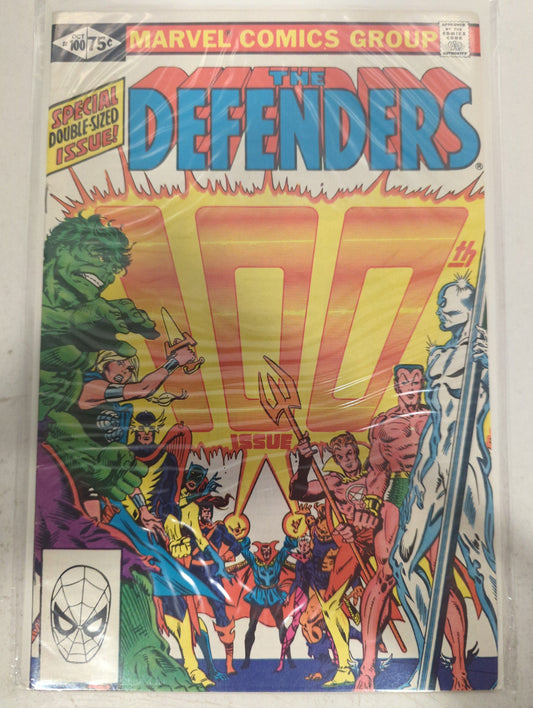 OCT
100
75¢
MARVEL COMICS GROUP
APPROVED
BY THE
COMICS
CODE
AUTHORITY
SPECIAL
DOUBLE-SIZED
ISSUE!
THE
DEFENDERS®
100th
ISSUE